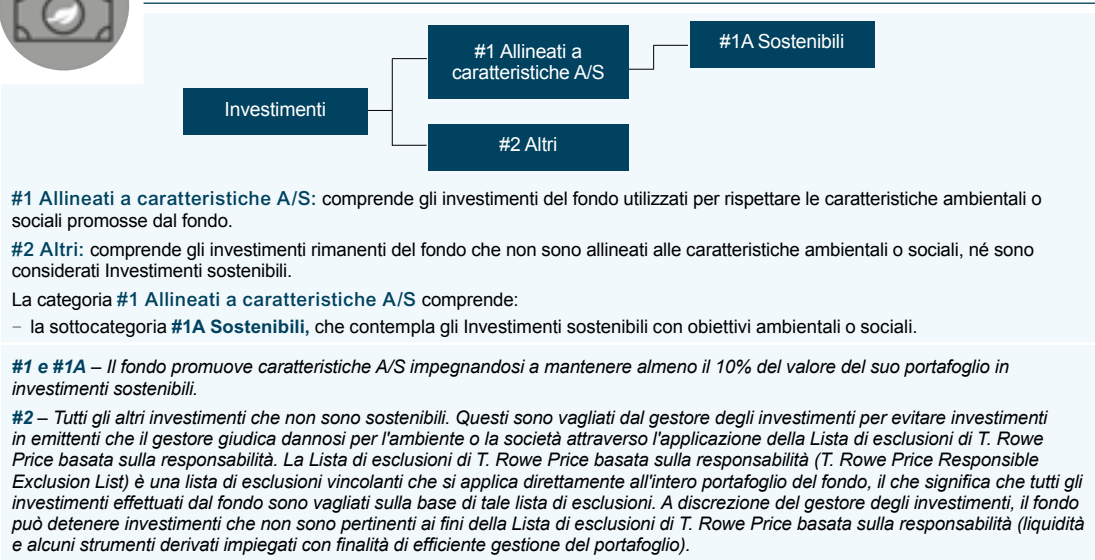 #1 Allineati a
caratteristiche A/S
#1A Sostenibili
Investimenti
#2 Altri
#1 Allineati a caratteristiche A/S: comprende gli investimenti del fondo utilizzati per rispettare le caratteristiche ambientali o
sociali promosse dal fondo.
#2 Altri: comprende gli investimenti rimanenti del fondo che non sono allineati alle caratteristiche ambientali o sociali, né sono
considerati Investimenti sostenibili.
La categoria #1 Allineati a caratteristiche A/S comprende:
– la sottocategoria #1A Sostenibili, che contempla gli Investimenti sostenibili con obiettivi ambientali o sociali.
#1 e #1A – Il fondo promuove caratteristiche A/S impegnandosi a mantenere almeno il 10% del valore del suo portafoglio in
investimenti sostenibili.
#2 – Tutti gli altri investimenti che non sono sostenibili. Questi sono vagliati dal gestore degli investimenti per evitare investimenti
in emittenti che il gestore giudica dannosi per l'ambiente o la società attraverso l'applicazione della Lista di esclusioni di T. Rowe
Price basata sulla responsabilità. La Lista di esclusioni di T. Rowe Price basata sulla responsabilità (T. Rowe Price Responsible
Exclusion List) è una lista di esclusioni vincolanti che si applica direttamente all'intero portafoglio del fondo, il che significa che tutti gli
investimenti effettuati dal fondo sono vagliati sulla base di tale lista di esclusioni. A discrezione del gestore degli investimenti, il fondo
può detenere investimenti che non sono pertinenti ai fini della Lista di esclusioni di T. Rowe Price basata sulla responsabilità (liquidità
e alcuni strumenti derivati impiegati con finalità di efficiente gestione del portafoglio).